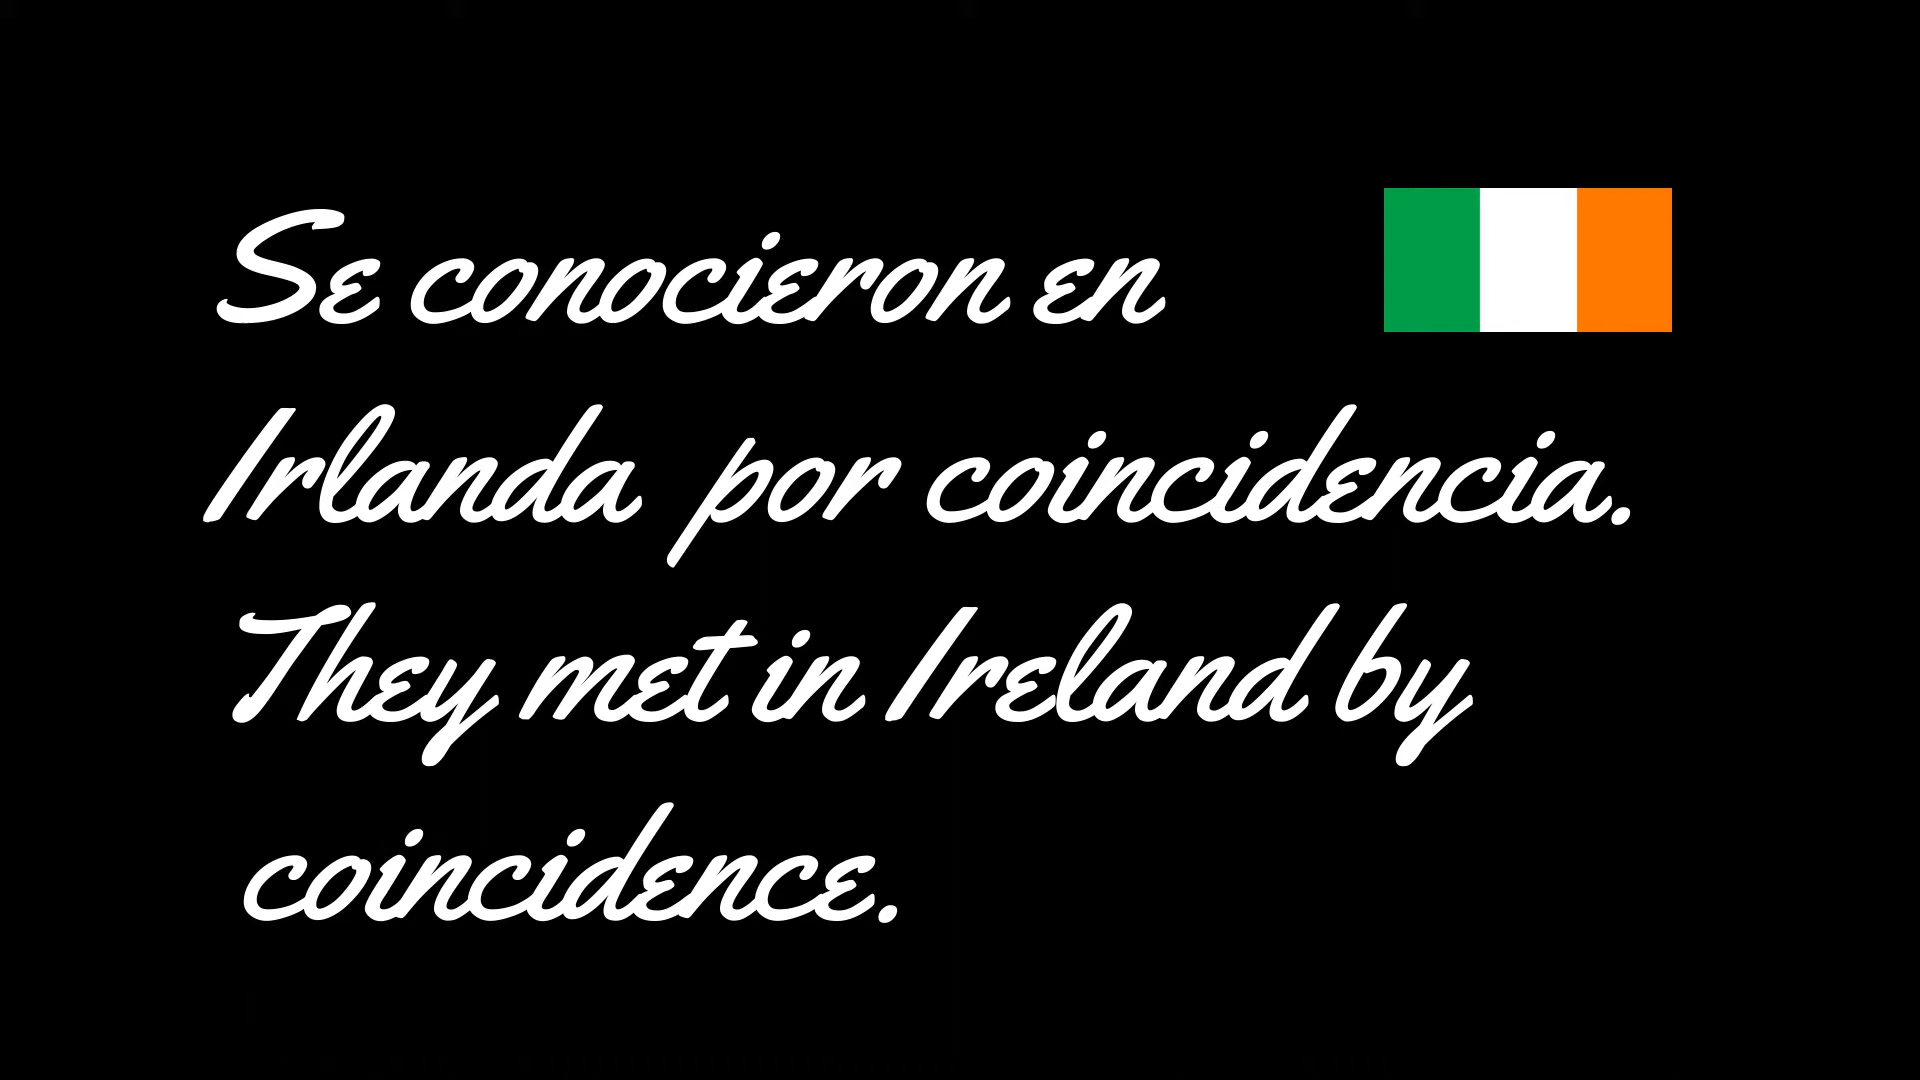 Se conocieron en
Irlanda por coincidencia.
They met in Ireland by
coincidence.